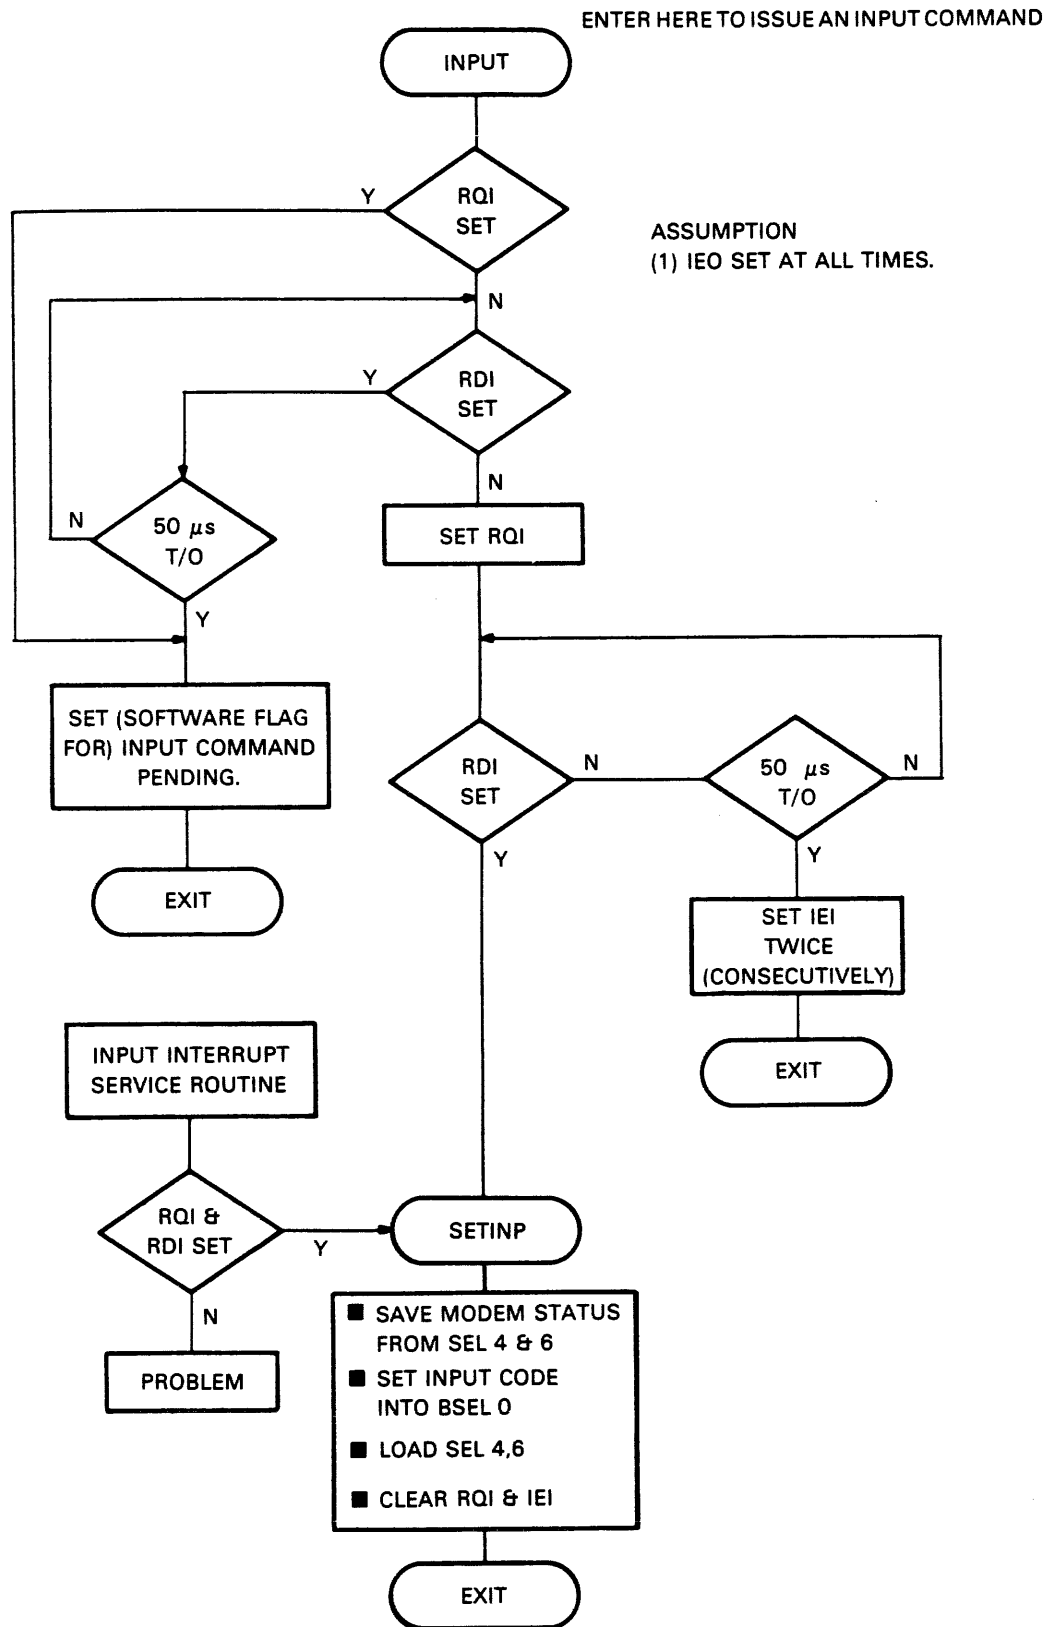 ENTER HERE TO ISSUE AN INPUT COMMAND
INPUT
RQI
SET
Y
N
ASSUMPTION
(1) IEO SET AT ALL TIMES.
RDI
SET
Y
N
50 μs
T/O
N
Y
SET RQI
SET (SOFTWARE FLAG
FOR) INPUT COMMAND
PENDING.
EXIT
RDI
SET
N
Y
50 μs
T/O
N
Y
SET IEI
TWICE
(CONSECUTIVELY)
EXIT
INPUT INTERRUPT
SERVICE ROUTINE
RQI &
RDI SET
Y
N
PROBLEM
SETINP
■ SAVE MODEM STATUS
FROM SEL 4 & 6
■ SET INPUT CODE
INTO BSEL 0
■ LOAD SEL 4,6
■ CLEAR RQI & IEI
EXIT